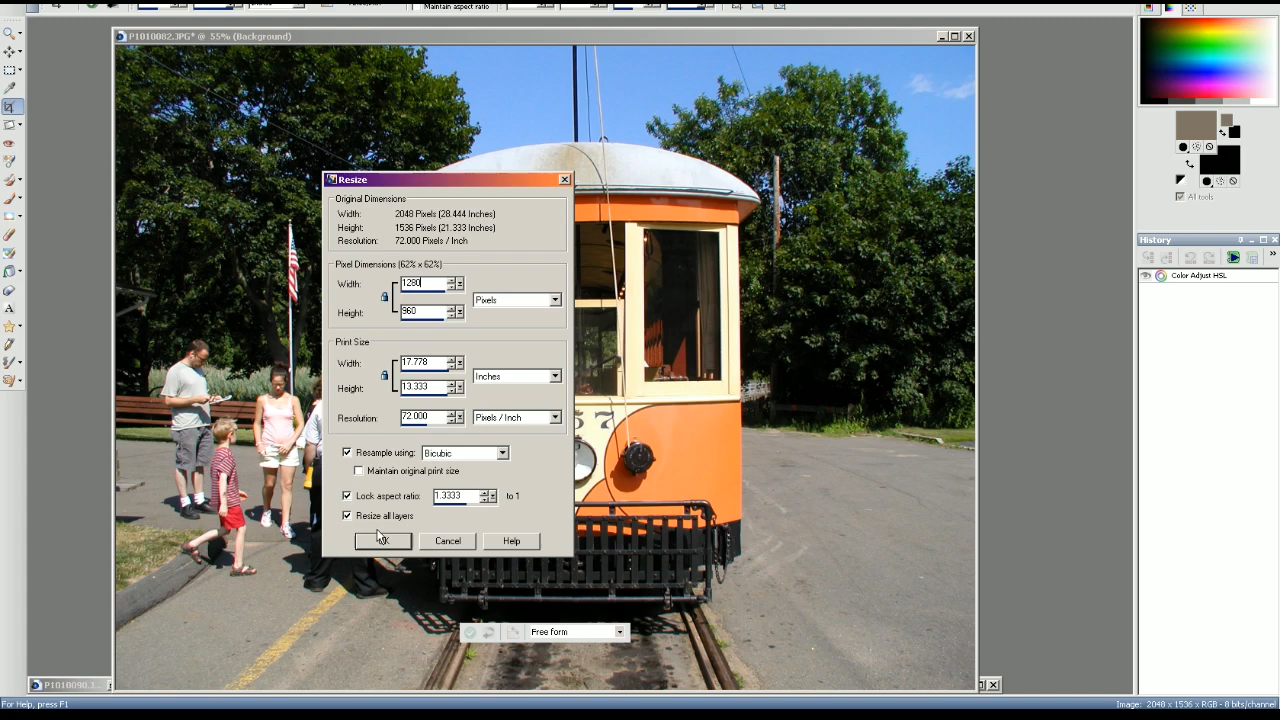 Maintain aspect ratio
P1010082.JPG* @ 55% (Background)
Resize
Original Dimensions
Width: 2048 Pixels (28.444 Inches)
Height: 1536 Pixels (21.333 Inches)
Resolution: 72.000 Pixels / Inch
Pixel Dimensions (62% x 62%)
Width: 1280
Pixels
Height: 960
Print Size
Width: 17.778
Inches
Height: 13.333
Resolution: 72.000 Pixels / Inch
Resample using: Bicubic
Maintain original print size
Lock aspect ratio: 1.3333 to 1
Resize all layers
OK Cancel Help
57
Free form
All tools
History
Color Adjust HSL
P1010090.J...
For Help, press F1
Image: 2048 x 1536 x RGB - 8 bits/channel